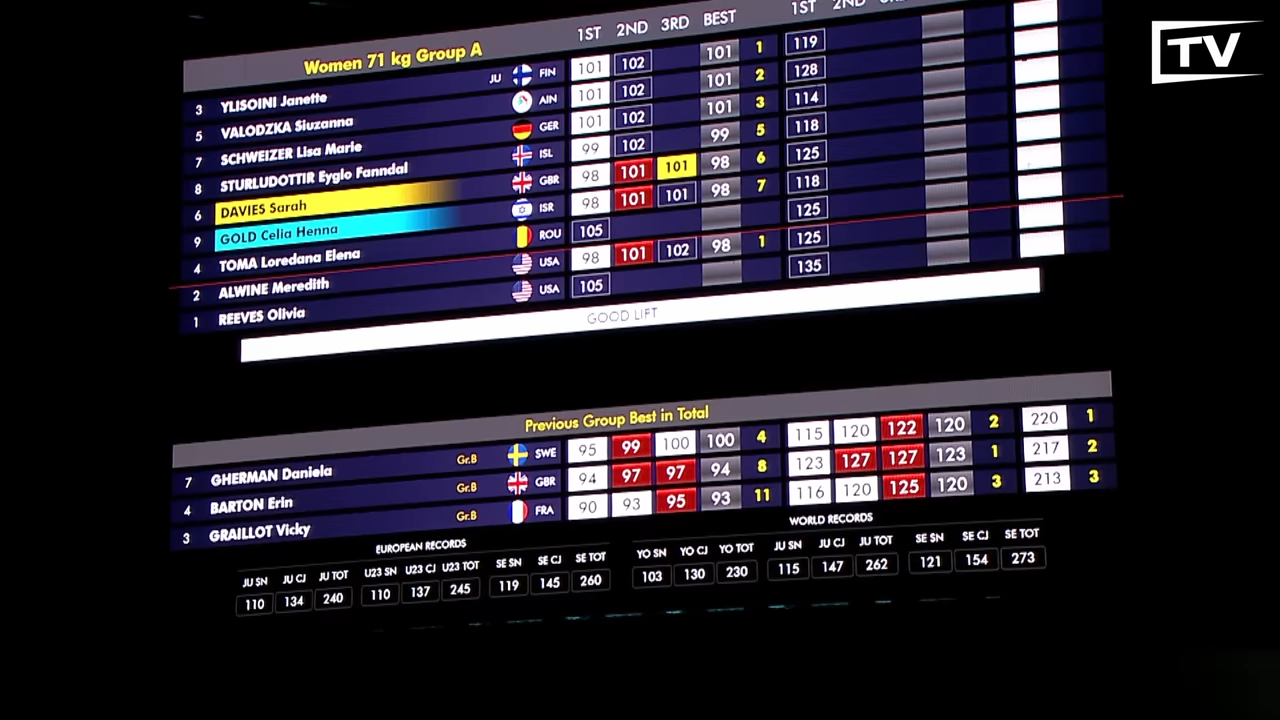 TV
1ST 2ND 3RD BEST 1ST 2ND
Women 71 kg Group A
3 YLISOINI Janette JU FIN 101 102 101 1 119
5 VALODZKA Siuzanna AIN 101 102 101 2 128
7 SCHWEIZER Lisa Marie GER 101 102 101 3 114
8 STURLUDOTTIR Eyglo Fanndal ISL 99 102 99 5 118
6 DAVIES Sarah GBR 98 101 101 98 6 125
9 GOLD Celia Henna ISR 98 101 101 98 7 118
4 TOMA Loredana Elena ROU 105 125
2 ALWINE Meredith USA 98 101 102 98 1 125
1 REEVES Olivia USA 105 135
GOOD LIFT
Previous Group Best in Total
7 GHERMAN Daniela Gr.B SWE 95 99 100 100 4 115 120 122 120 2 220 1
4 BARTON Erin Gr.B GBR 94 97 97 94 8 123 127 127 123 1 217 2
3 GRAILLOT Vicky Gr.B FRA 90 93 95 93 11 116 120 125 120 3 213 3
EUROPEAN RECORDS WORLD RECORDS
JU SN JU CJ JU TOT U23 SN U23 CJ U23 TOT SE SN SE CJ SE TOT YO SN YO CJ YO TOT JU SN JU CJ JU TOT SE SN SE CJ SE TOT
110 134 240 110 137 245 119 145 260 103 130 230 115 147 262 121 154 273